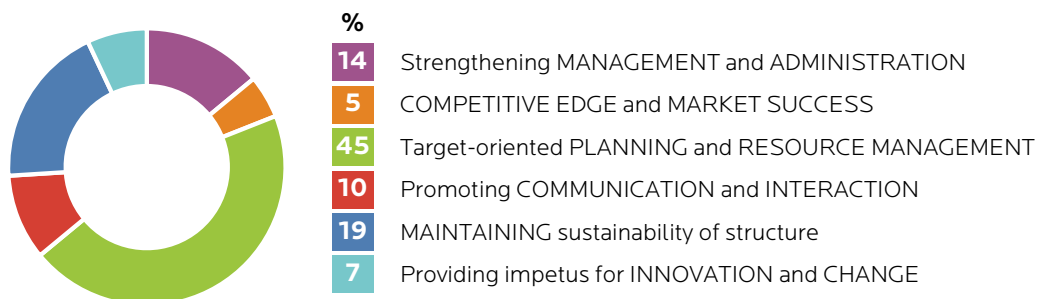 %
14 Strengthening MANAGEMENT and ADMINISTRATION
5 COMPETITIVE EDGE and MARKET SUCCESS
45 Target-oriented PLANNING and RESOURCE MANAGEMENT
10 Promoting COMMUNICATION and INTERACTION
19 MAINTAINING sustainability of structure
7 Providing impetus for INNOVATION and CHANGE